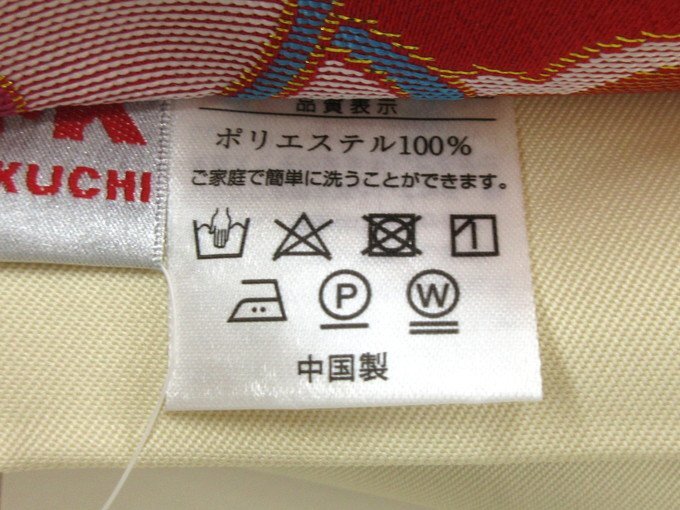 品質表示
ポリエステル100%
ご家庭で簡単に洗うことができます。
P W
中国製
KUCHI